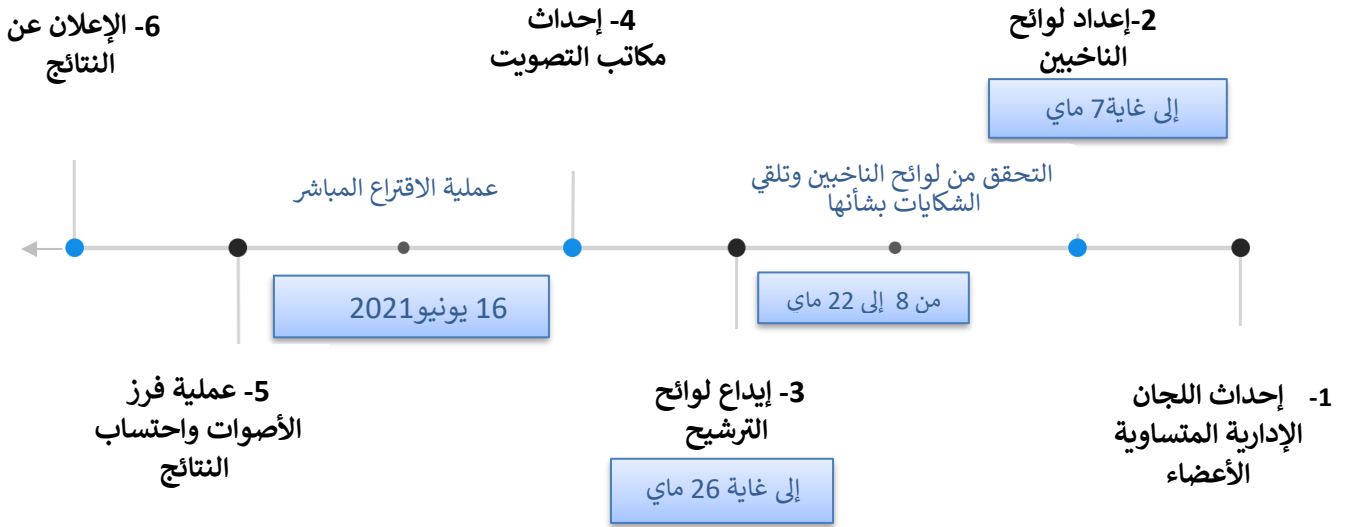 1- إحداث اللجان
الإدارية المتساوية
الأعضاء
2-إعداد لوائح
الناخبين
إلى غاية7 ماي
التحقق من لوائح الناخبين وتلقي
الشكايات بشأنها
من 8 إلى 22 ماي
3- إيداع لوائح
الترشيح
إلى غاية 26 ماي
4- إحداث
مكاتب التصويت
عملية الاقتراع المباشر
16 يونيو2021
5- عملية فرز
الأصوات واحتساب
النتائج
6- الإعلان عن
النتائج